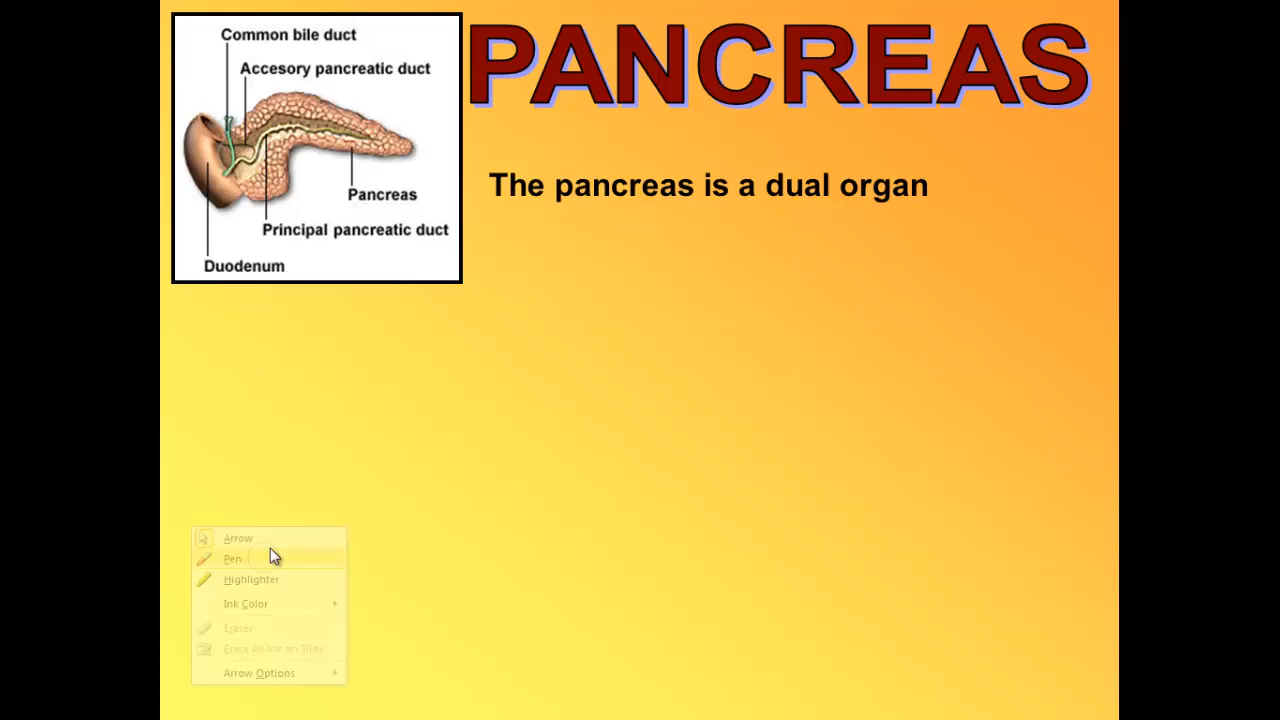 PANCREAS
Common bile duct
Accesory pancreatic duct
Pancreas
Principal pancreatic duct
Duodenum
The pancreas is a dual organ
Arrow
Pen
Highlighter
Ink Color
Eraser
Erase All Ink on Slide
Arrow Options